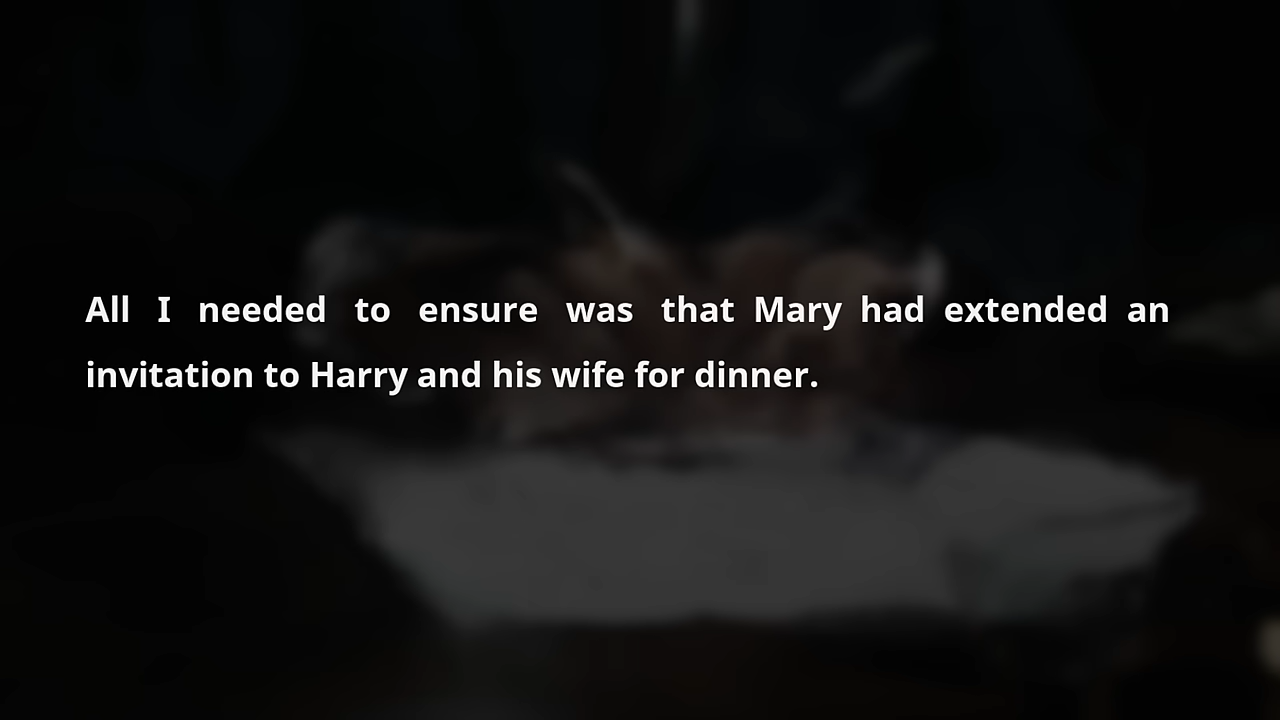 All I needed to ensure was that Mary had extended an
invitation to Harry and his wife for dinner.